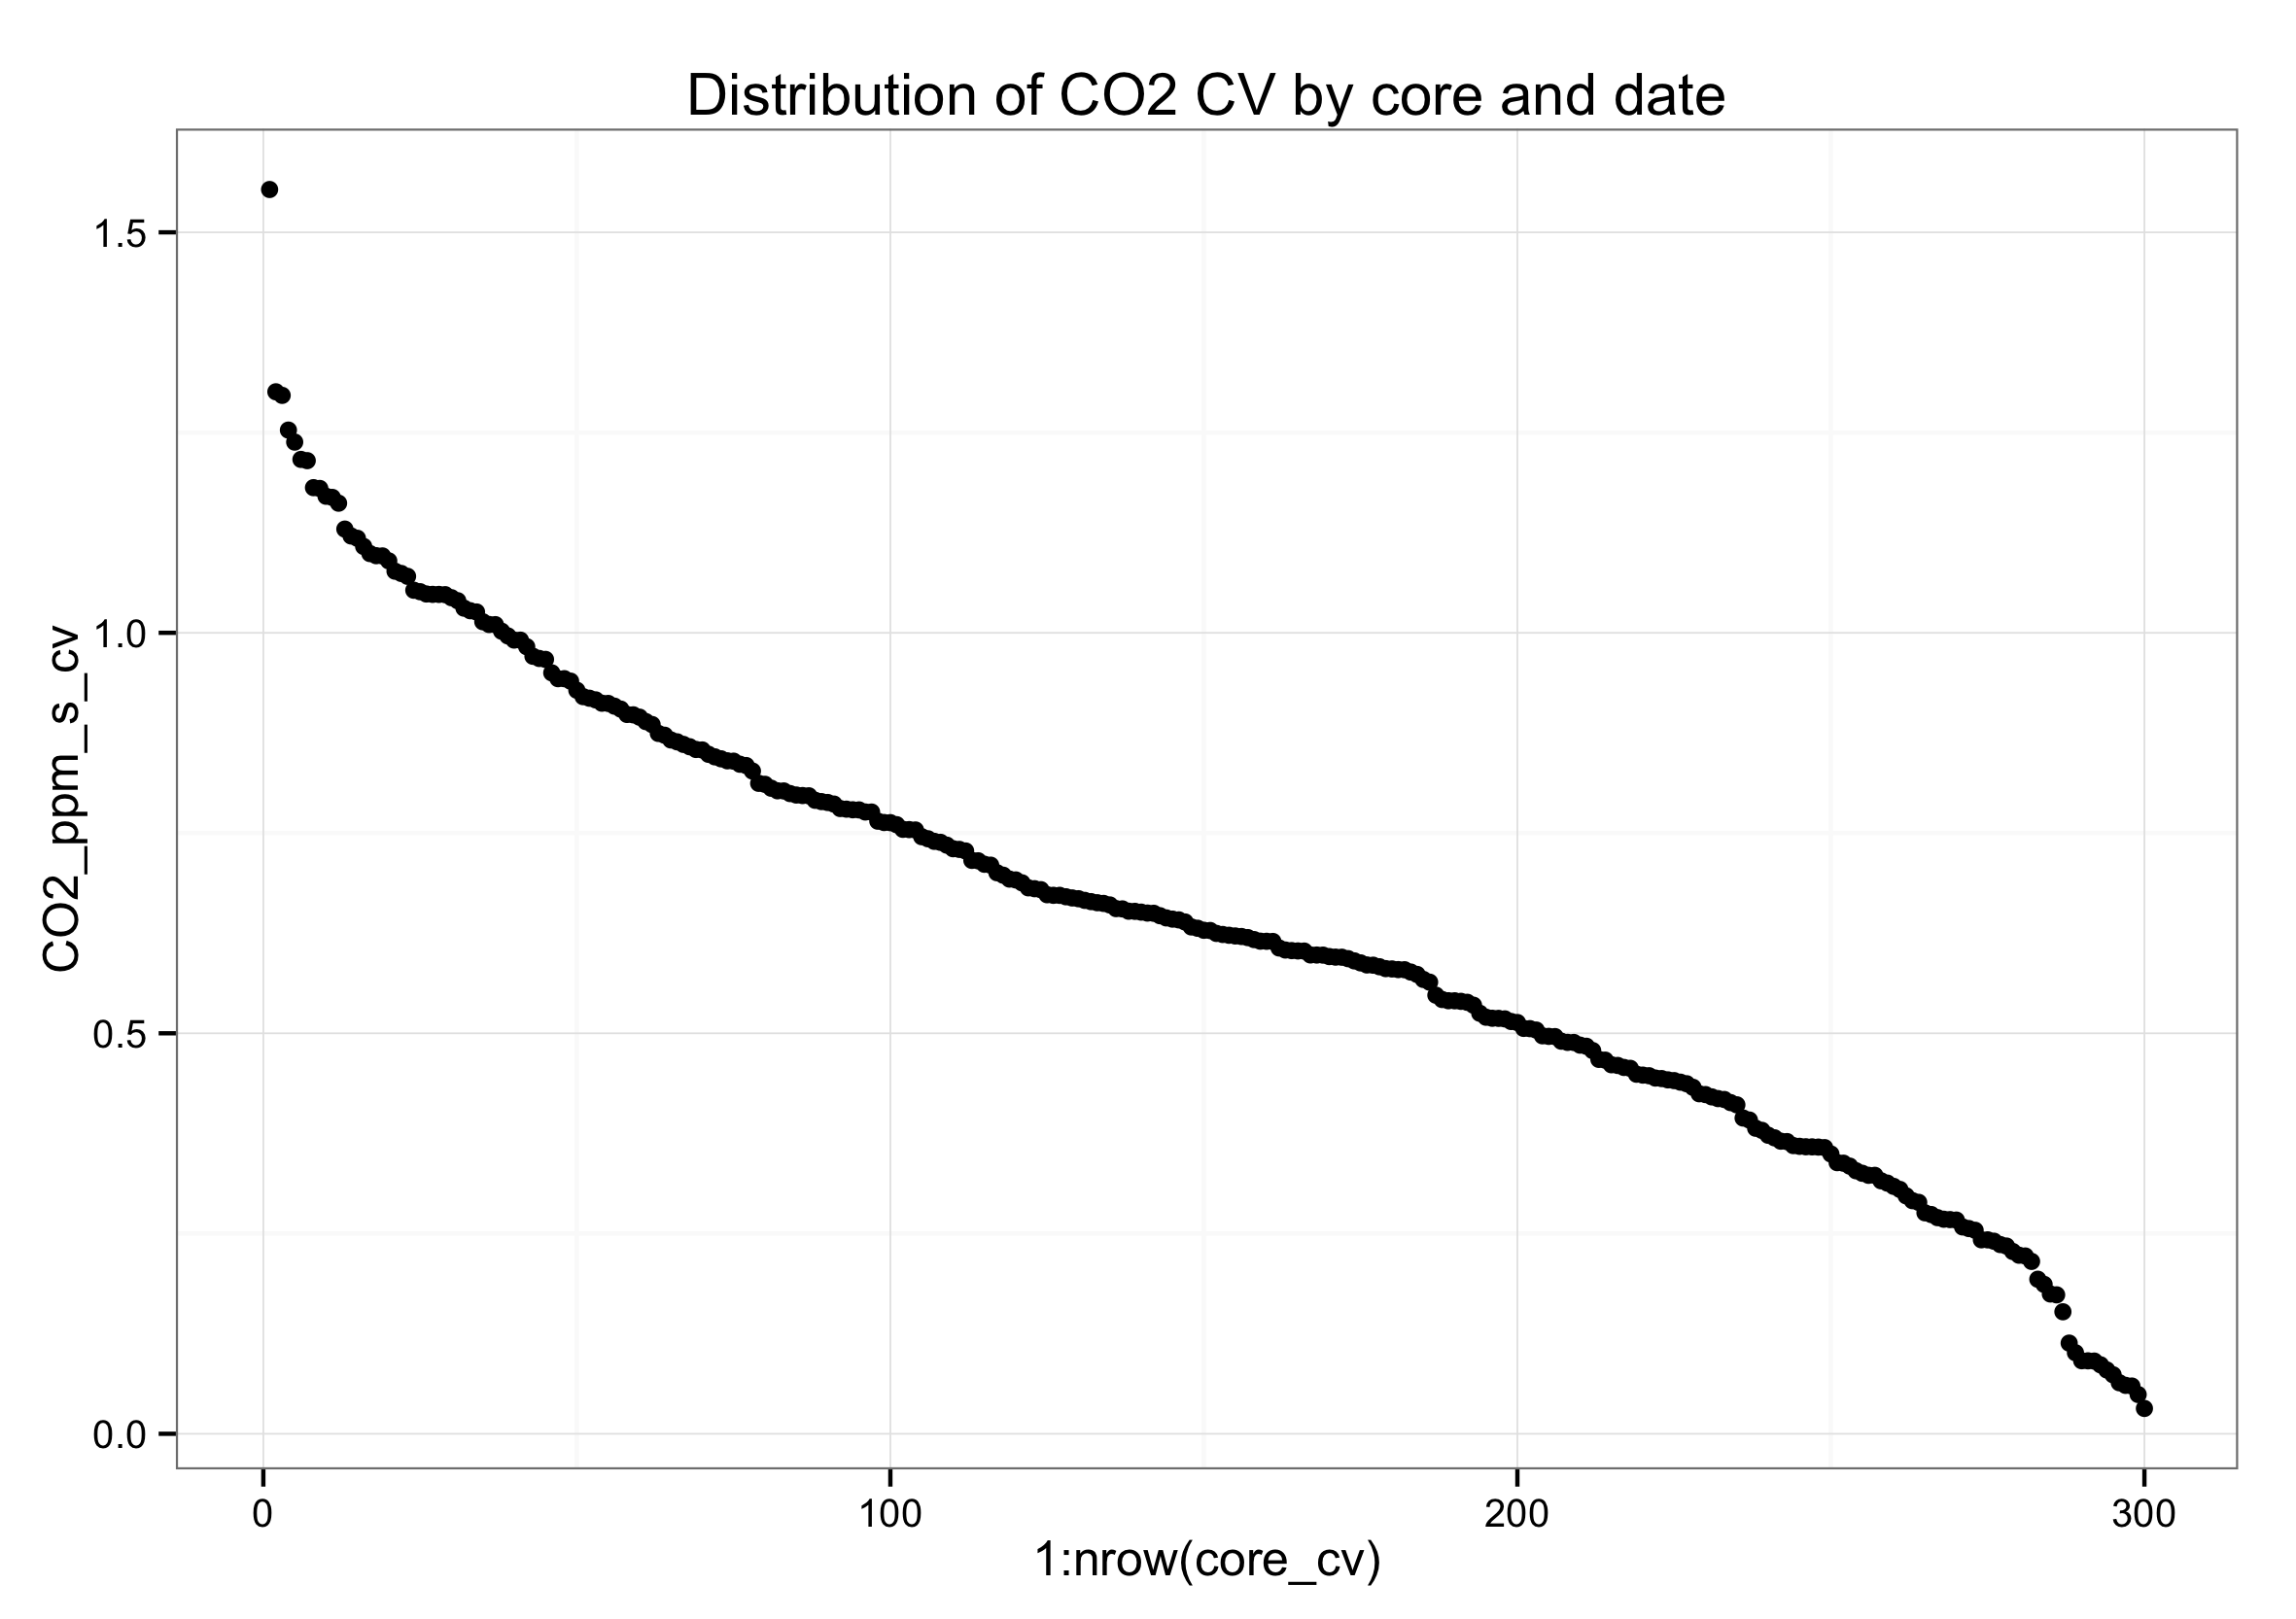 Distribution of CO2 CV by core and date
CO2_ppm_s_cv
1.5
1.0
0.5
0.0
0 100 200 300
1:nrow(core_cv)